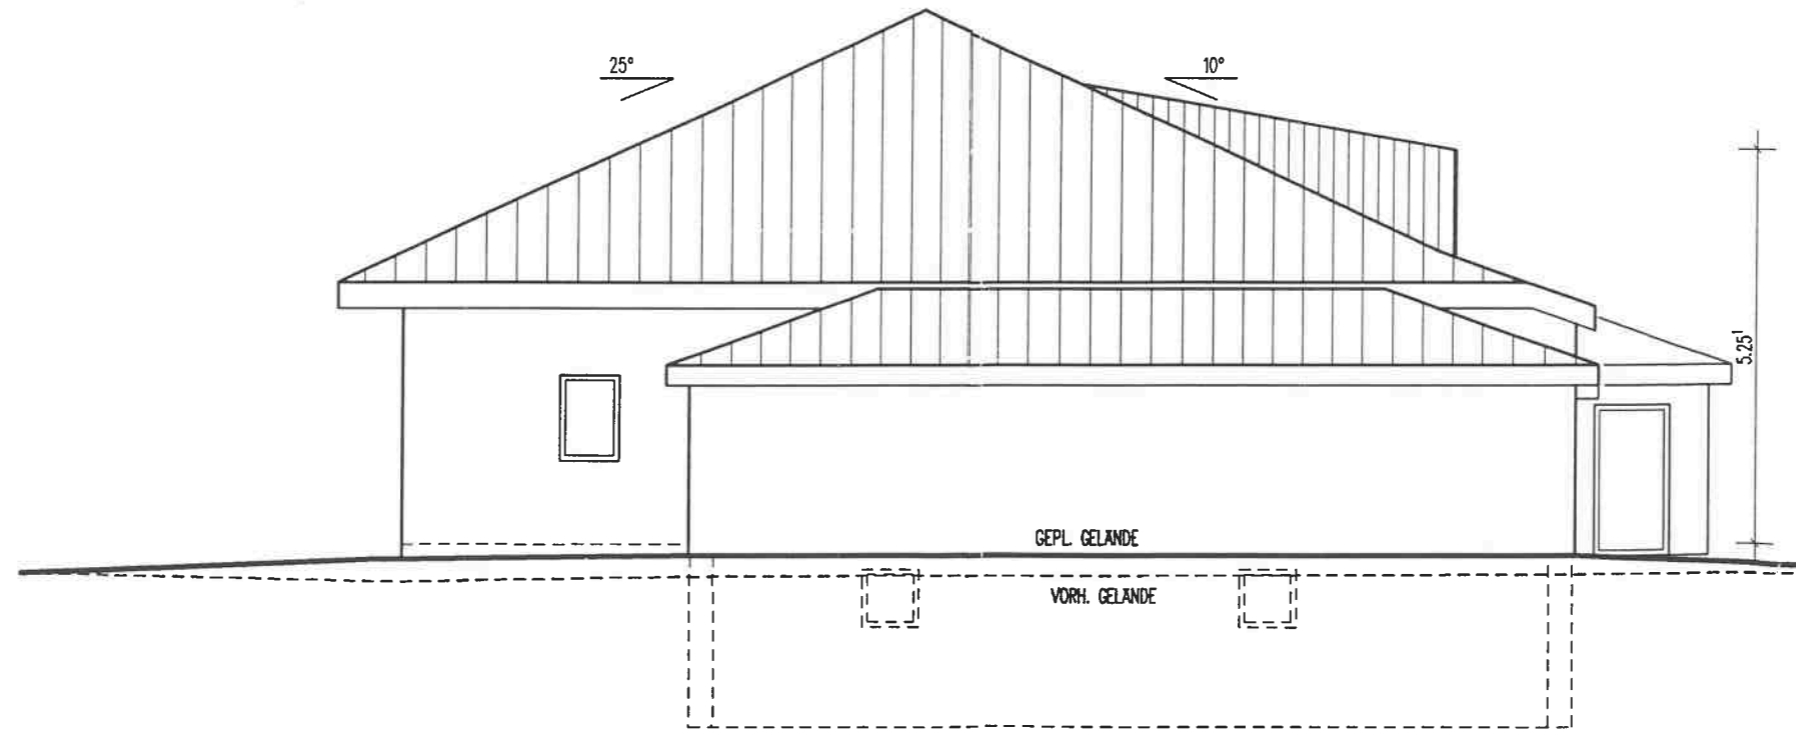 25°
10°
5.25¹
GEPL. GELÄNDE
VORH. GELÄNDE